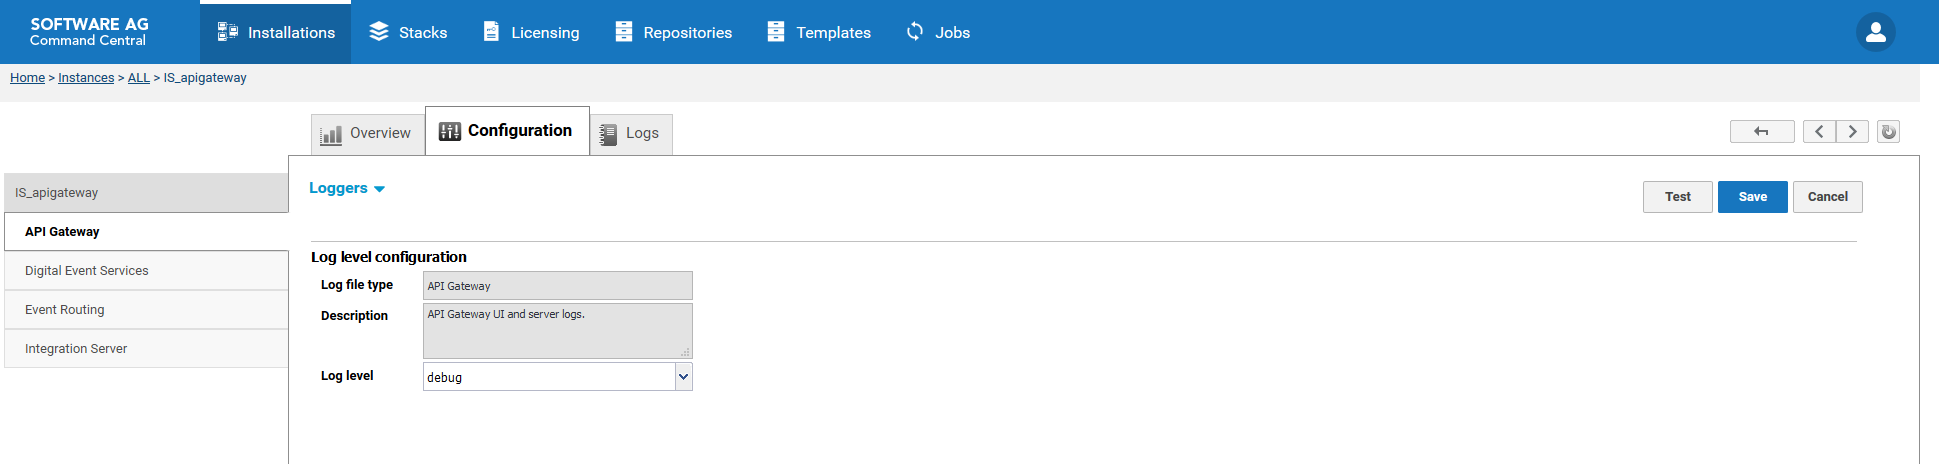 SOFTWARE AG
Command Central
Installations
Stacks
Licensing
Repositories
Templates
Jobs
Home > Instances > ALL > IS_apigateway
Overview
Configuration
Logs
IS_apigateway
API Gateway
Digital Event Services
Event Routing
Integration Server
Loggers
Test
Save
Cancel
Log level configuration
Log file type
API Gateway
Description
API Gateway UI and server logs.
Log level
debug